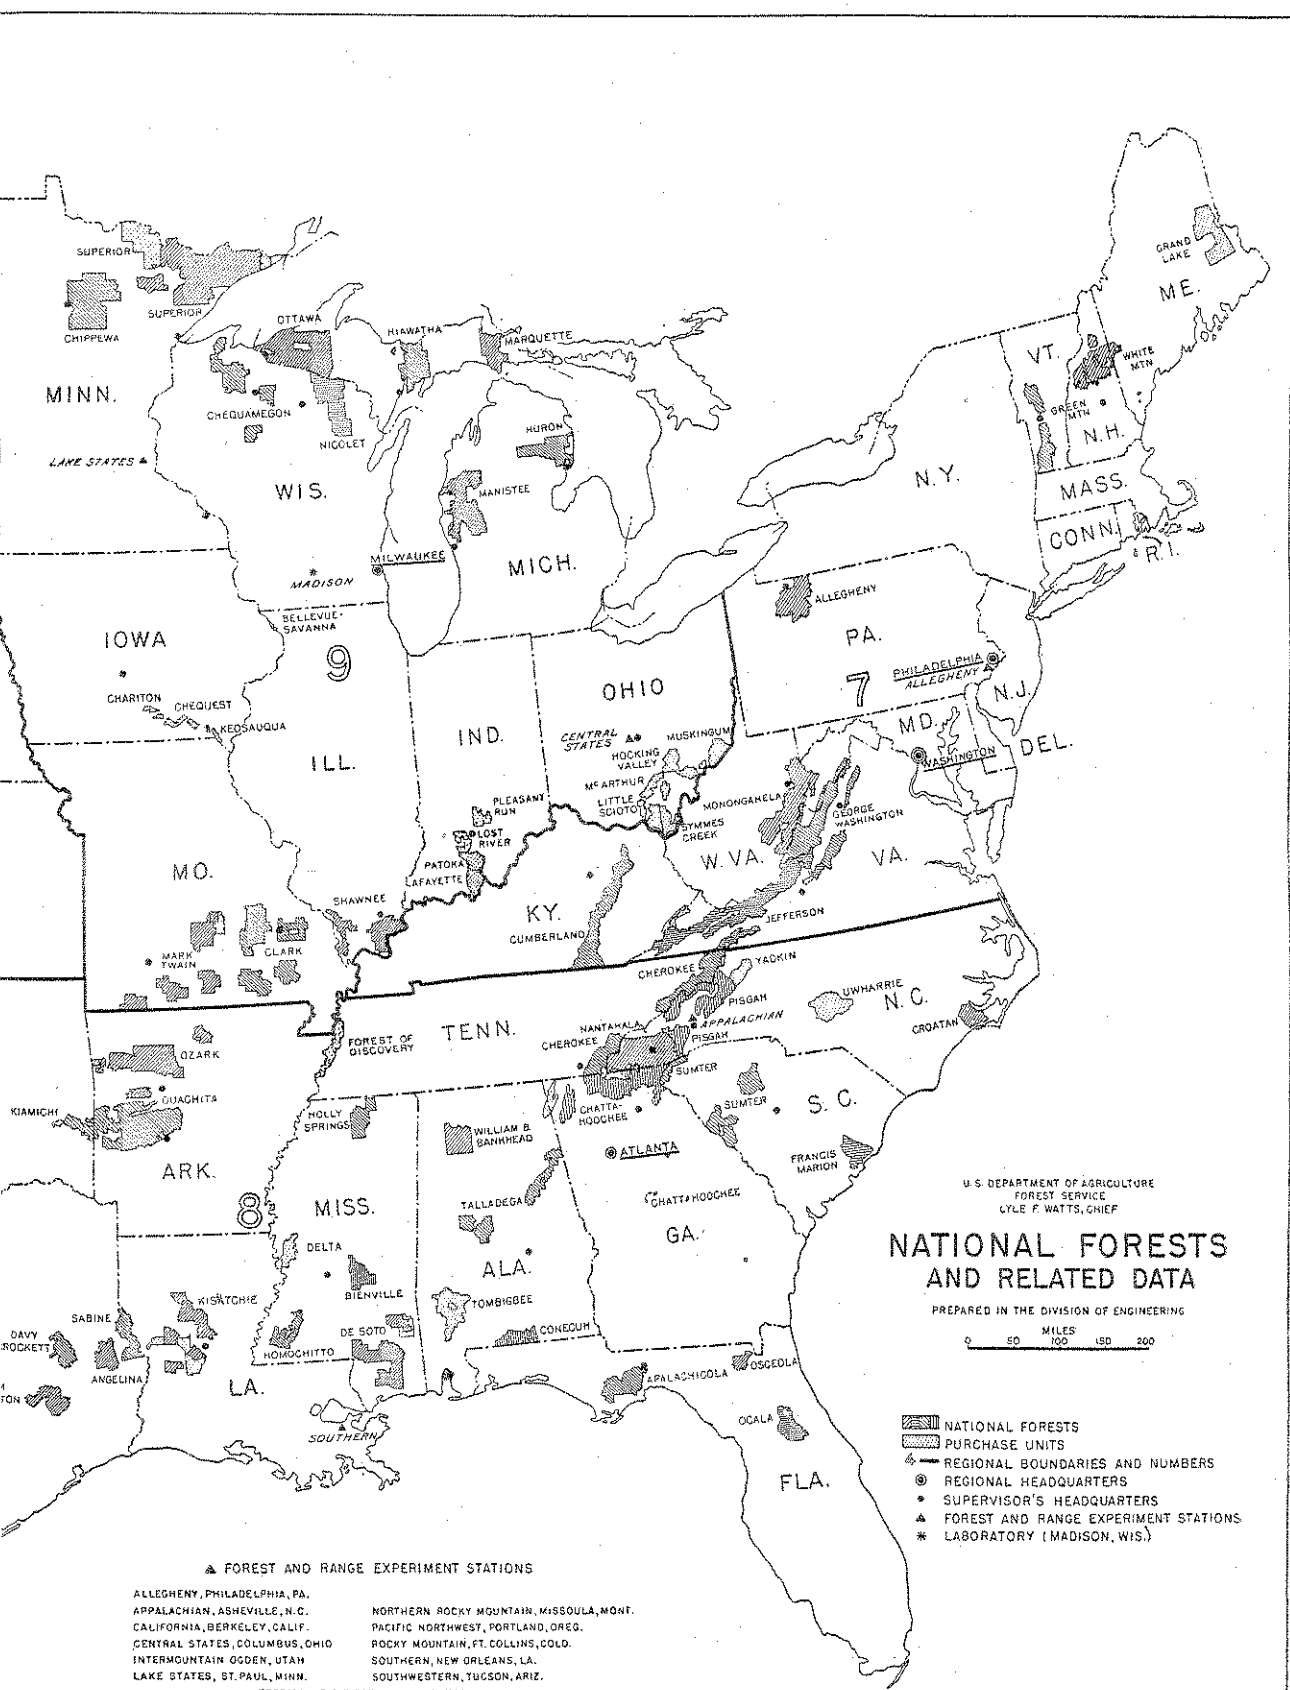 SUPERIOR
SUPERIOR
CHIPPEWA
MINN.
LAKE STATES
OTTAWA
HIAWATHA
MARQUETTE
CHEQUAMEGON
NICOLET
HURON
WIS.
MANISTEE
MILWAUKEE
MADISON
MICH.
GRAND
LAKE
ME.
VT.
WHITE
MTN
GREEN
MTN
N.H.
N.Y.
MASS.
CONN.
R.I.
BELLEVUE-
SAVANNA
IOWA
9
CHARITON
CHEQUEST
KEOSAUQUA
ILL.
IND.
OHIO
CENTRAL
STATES
MUSKINGUM
HOCKING
VALLEY
McARTHUR
LITTLE
SCIOTO
SYMMES
CREEK
ALLEGHENY
PA.
7
PHILADELPHIA
ALLEGHENY
N.J.
MD.
DEL.
WASHINGTON
PLEASANT
RUN
LOST
RIVER
PATOKA
LAFAYETTE
MONONGAHELA
GEORGE
WASHINGTON
W.VA.
VA.
JEFFERSON
MO.
SHAWNEE
MARK
TWAIN
CLARK
KY.
CUMBERLAND
CHEROKEE
YADKIN
PISGAH
UWHARRIE
N.C.
CROATAN
APPALACHIAN
NANTAHALA
PISGAH
CHEROKEE
TENN.
FOREST OF
DISCOVERY
OZARK
OUACHITA
KIAMICHI
ARK.
8
HOLLY
SPRINGS
WILLIAM B.
BANKHEAD
CHATTA-
HOOCHEE
SUMTER
SUMTER
S. C.
FRANCIS
MARION
ATLANTA
CHATTAHOOCHEE
GA.
MISS.
TALLADEGA
DELTA
BIENVILLE
ALA.
TOMBIGBEE
CONECUH
KISATCHIE
SABINE
DAVY
ROCKETT
ANGELINA
TON
HOMOCHITTO
DE SOTO
LA.
SOUTHERN
APALACHICOLA
OSCEOLA
OCALA
FLA.
U.S. DEPARTMENT OF AGRICULTURE
FOREST SERVICE
LYLE F. WATTS, CHIEF
NATIONAL FORESTS
AND RELATED DATA
PREPARED IN THE DIVISION OF ENGINEERING
MILES
0 50 100 150 200
NATIONAL FORESTS
PURCHASE UNITS
REGIONAL BOUNDARIES AND NUMBERS
REGIONAL HEADQUARTERS
SUPERVISOR'S HEADQUARTERS
FOREST AND RANGE EXPERIMENT STATIONS
LABORATORY (MADISON, WIS.)
FOREST AND RANGE EXPERIMENT STATIONS
ALLEGHENY, PHILADELPHIA, PA.
APPALACHIAN, ASHEVILLE, N.C.
CALIFORNIA, BERKELEY, CALIF.
CENTRAL STATES, COLUMBUS, OHIO
INTERMOUNTAIN OGDEN, UTAH
LAKE STATES, ST. PAUL, MINN.
NORTHERN ROCKY MOUNTAIN, MISSOULA, MONT.
PACIFIC NORTHWEST, PORTLAND, OREG.
ROCKY MOUNTAIN, FT. COLLINS, COLO.
SOUTHERN, NEW ORLEANS, LA.
SOUTHWESTERN, TUCSON, ARIZ.